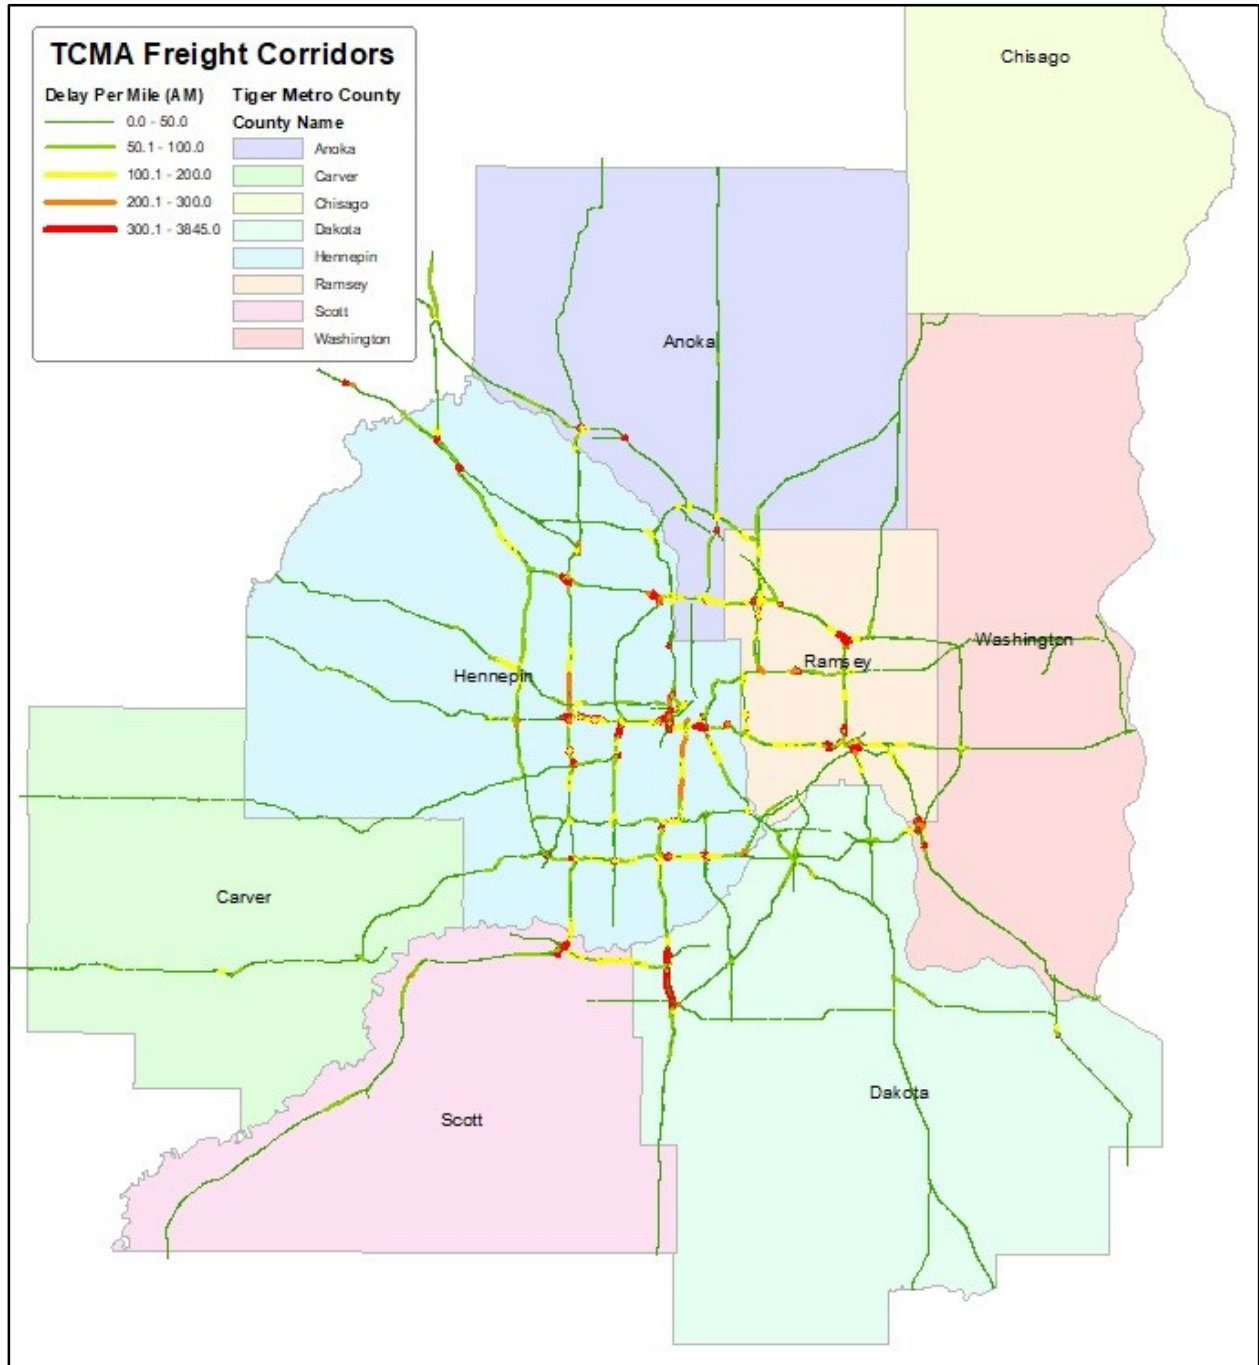 TCMA Freight Corridors
Delay Per Mile (AM)
0.0 - 50.0
50.1 - 100.0
100.1 - 200.0
200.1 - 300.0
300.1 - 3845.0
Tiger Metro County
County Name
Anoka
Carver
Chisago
Dakota
Hennepin
Ramsey
Scott
Washington
Chisago
Anoka
Washington
Ramsey
Hennepin
Carver
Dakota
Scott